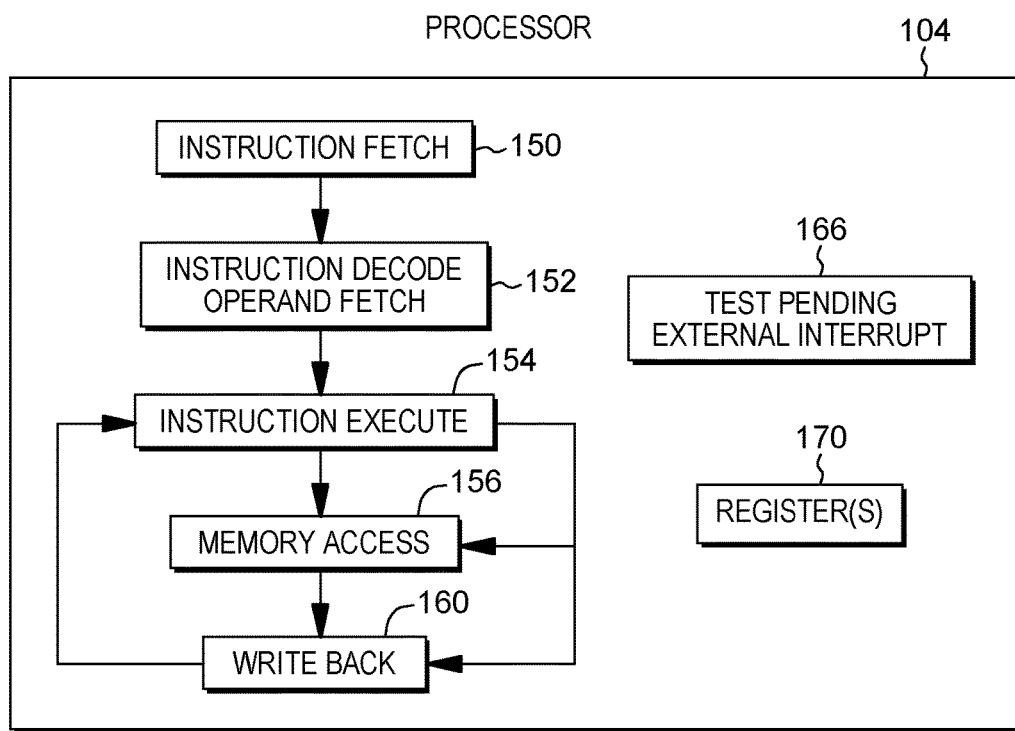 PROCESSOR
104
INSTRUCTION FETCH
150
INSTRUCTION DECODE
OPERAND FETCH
152
166
TEST PENDING
EXTERNAL INTERRUPT
154
INSTRUCTION EXECUTE
170
REGISTER(S)
156
MEMORY ACCESS
160
WRITE BACK